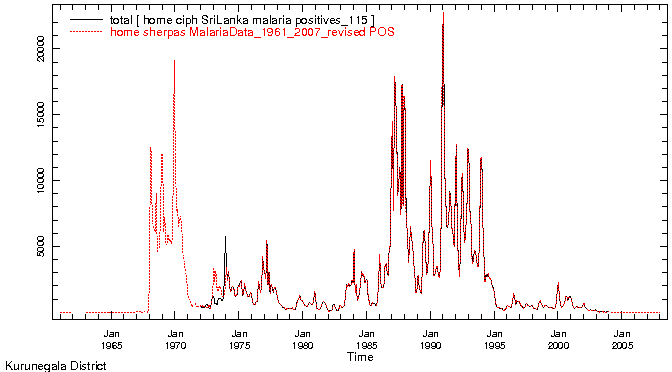 total [ home ciph SriLanka malaria positives_115 ]
home sherpas MalariaData_1961_2007_revised POS
20000
15000
10000
5000
Jan Jan Jan Jan Jan Jan Jan Jan Jan
1965 1970 1975 1980 1985 1990 1995 2000 2005
Time
Kurunegala District